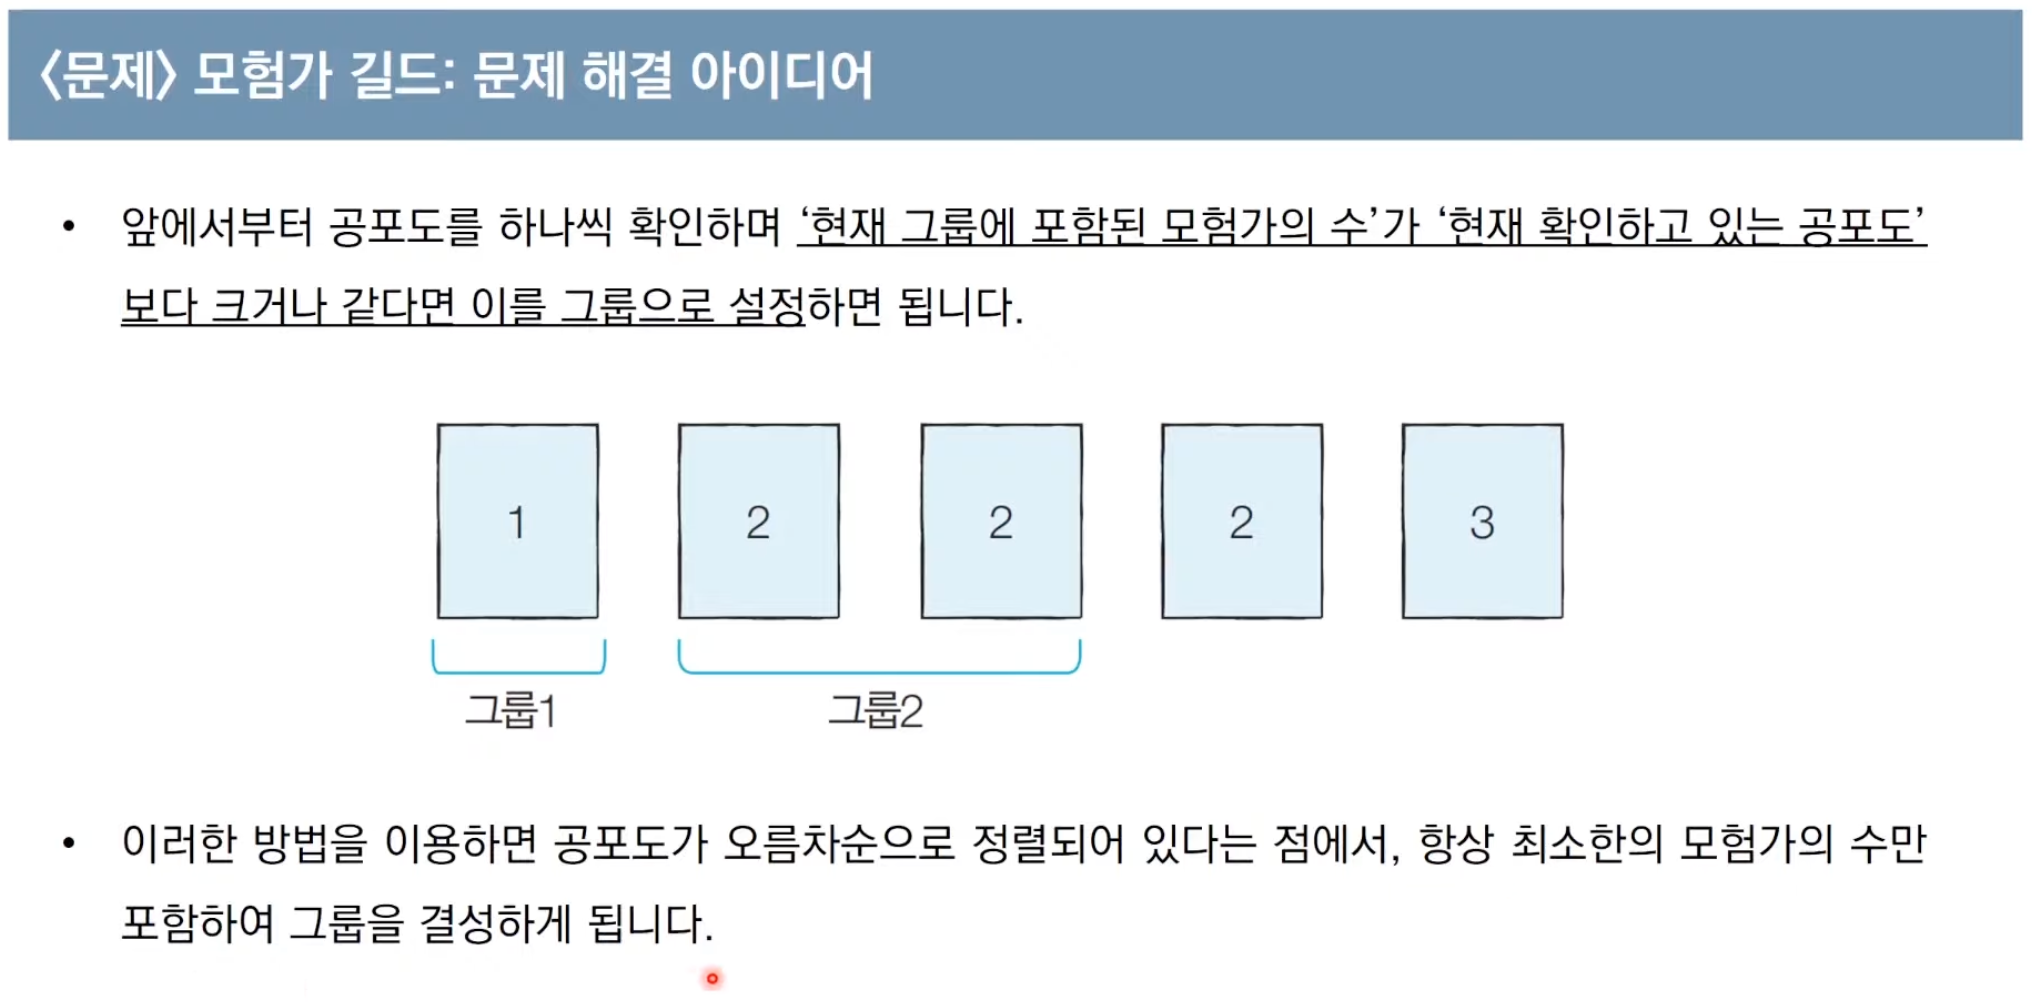 〈문제〉 모험가 길드: 문제 해결 아이디어
• 앞에서부터 공포도를 하나씩 확인하며 ‘현재 그룹에 포함된 모험가의 수’가 ‘현재 확인하고 있는 공포도’
보다 크거나 같다면 이를 그룹으로 설정하면 됩니다.
1 2 2 2 3
그룹1 그룹2
• 이러한 방법을 이용하면 공포도가 오름차순으로 정렬되어 있다는 점에서, 항상 최소한의 모험가의 수만
포함하여 그룹을 결성하게 됩니다.